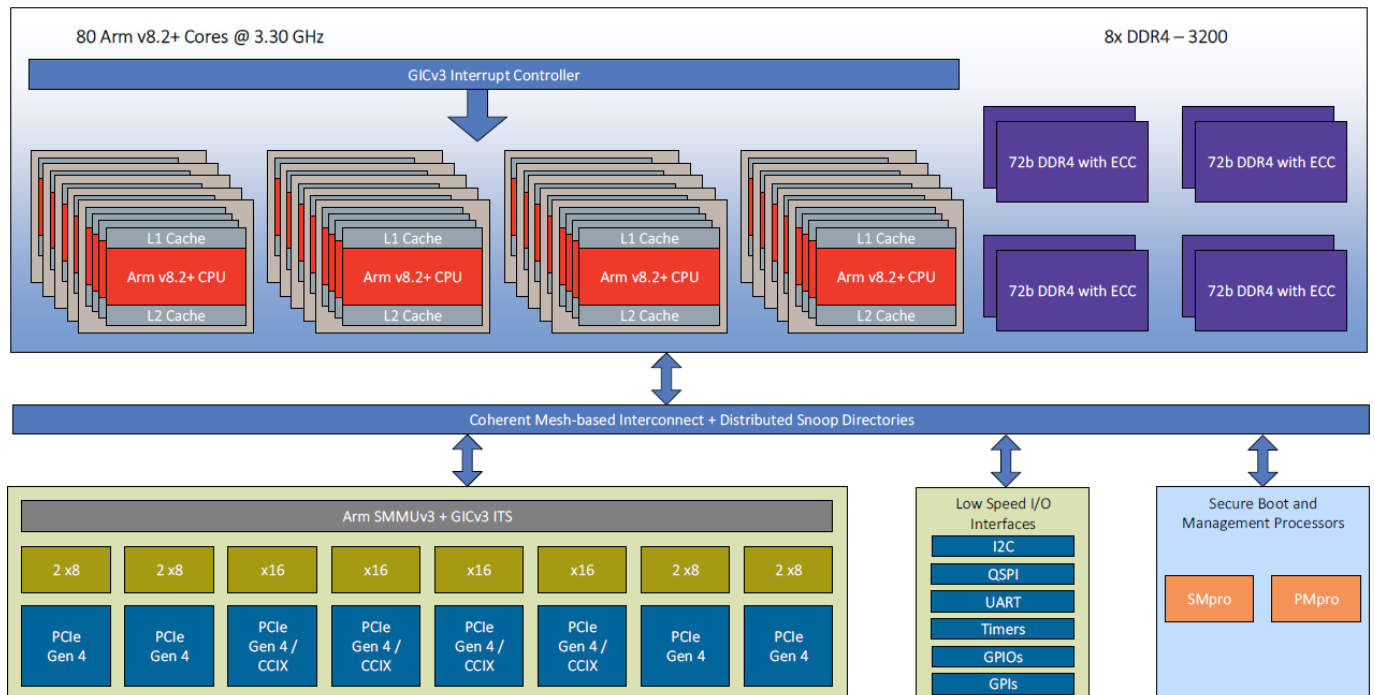 80 Arm v8.2+ Cores @ 3.30 GHz
8x DDR4 – 3200
GICv3 Interrupt Controller
72b DDR4 with ECC
72b DDR4 with ECC
L1 Cache
Arm v8.2+ CPU
L2 Cache
L1 Cache
Arm v8.2+ CPU
L2 Cache
L1 Cache
Arm v8.2+ CPU
L2 Cache
L1 Cache
Arm v8.2+ CPU
L2 Cache
72b DDR4 with ECC
72b DDR4 with ECC
Coherent Mesh-based Interconnect + Distributed Snoop Directories
Arm SMMUv3 + GICv3 ITS
2 x8
2 x8
x16
x16
x16
x16
2 x8
2 x8
PCIe
Gen 4
PCIe
Gen 4
PCIe
Gen 4 /
CCIX
PCIe
Gen 4 /
CCIX
PCIe
Gen 4 /
CCIX
PCIe
Gen 4 /
CCIX
PCIe
Gen 4
PCIe
Gen 4
Low Speed I/O
Interfaces
I2C
QSPI
UART
Timers
GPIOs
GPIs
Secure Boot and
Management Processors
SMpro
PMpro